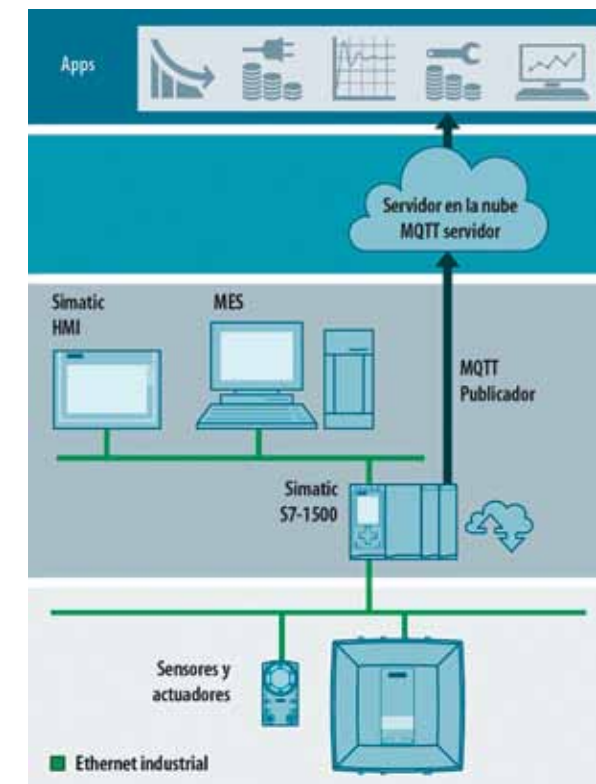 Apps
Servidor en la nube
MQTT servidor
Simatic
HMI
MES
MQTT
Publicador
Simatic
S7-1500
Sensores y
actuadores
Ethernet industrial